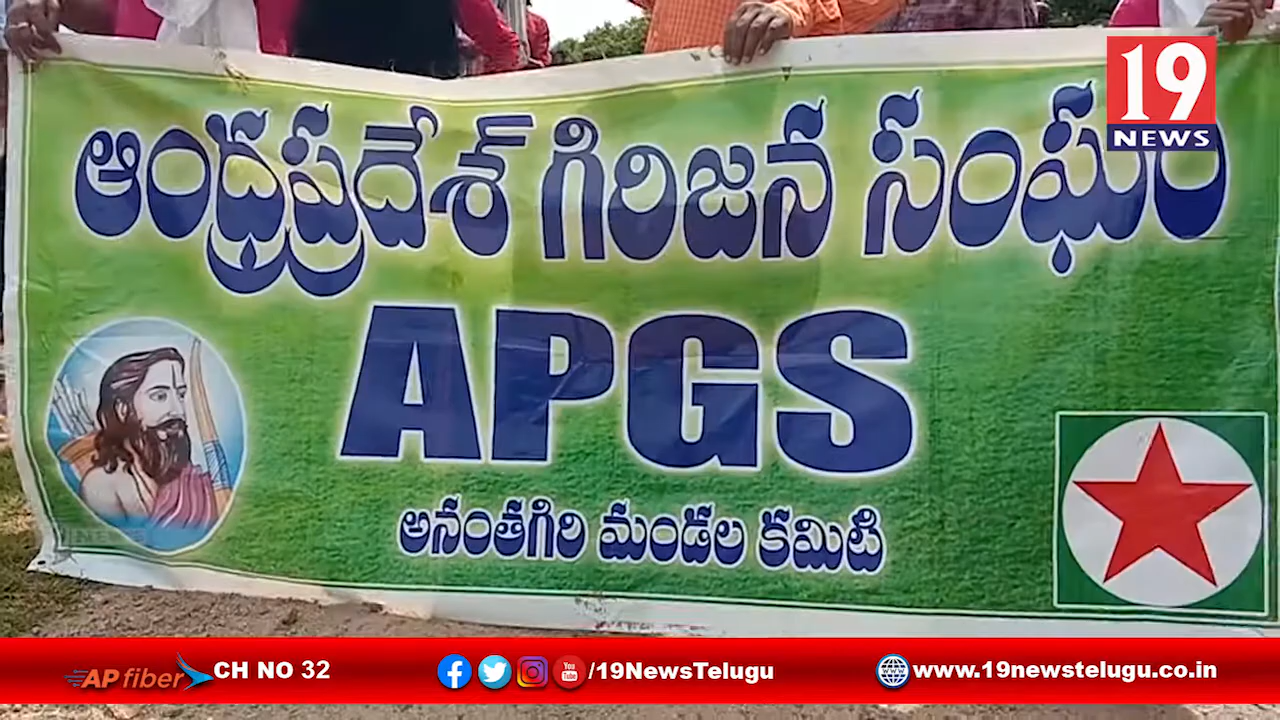 19
NEWS
ఆంధ్రప్రదేశ్ గిరిజన సంఘం
APGS
అనంతగిరి మండల కమిటి
AP fiber CH NO 32 /19NewsTelugu www.19newstelugu.co.in